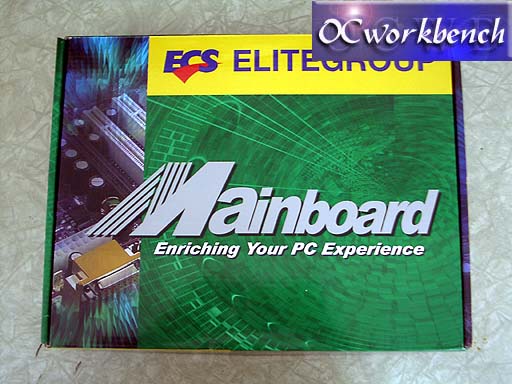 OCworkbench
ECS ELITEGROUP
Mainboard
Enriching Your PC Experience